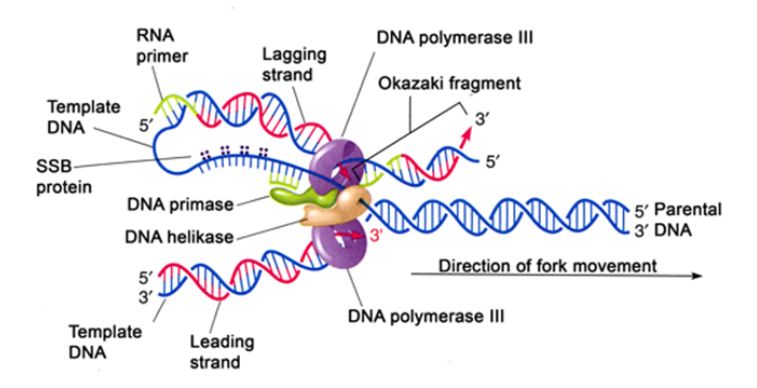 RNA
primer
Lagging
strand
DNA polymerase III
Okazaki fragment
Template
DNA
5′
3′
5′
SSB
protein
DNA primase
5′ Parental
3′ DNA
DNA helikase
3′
Direction of fork movement
5′
3′
DNA polymerase III
Template
DNA
Leading
strand